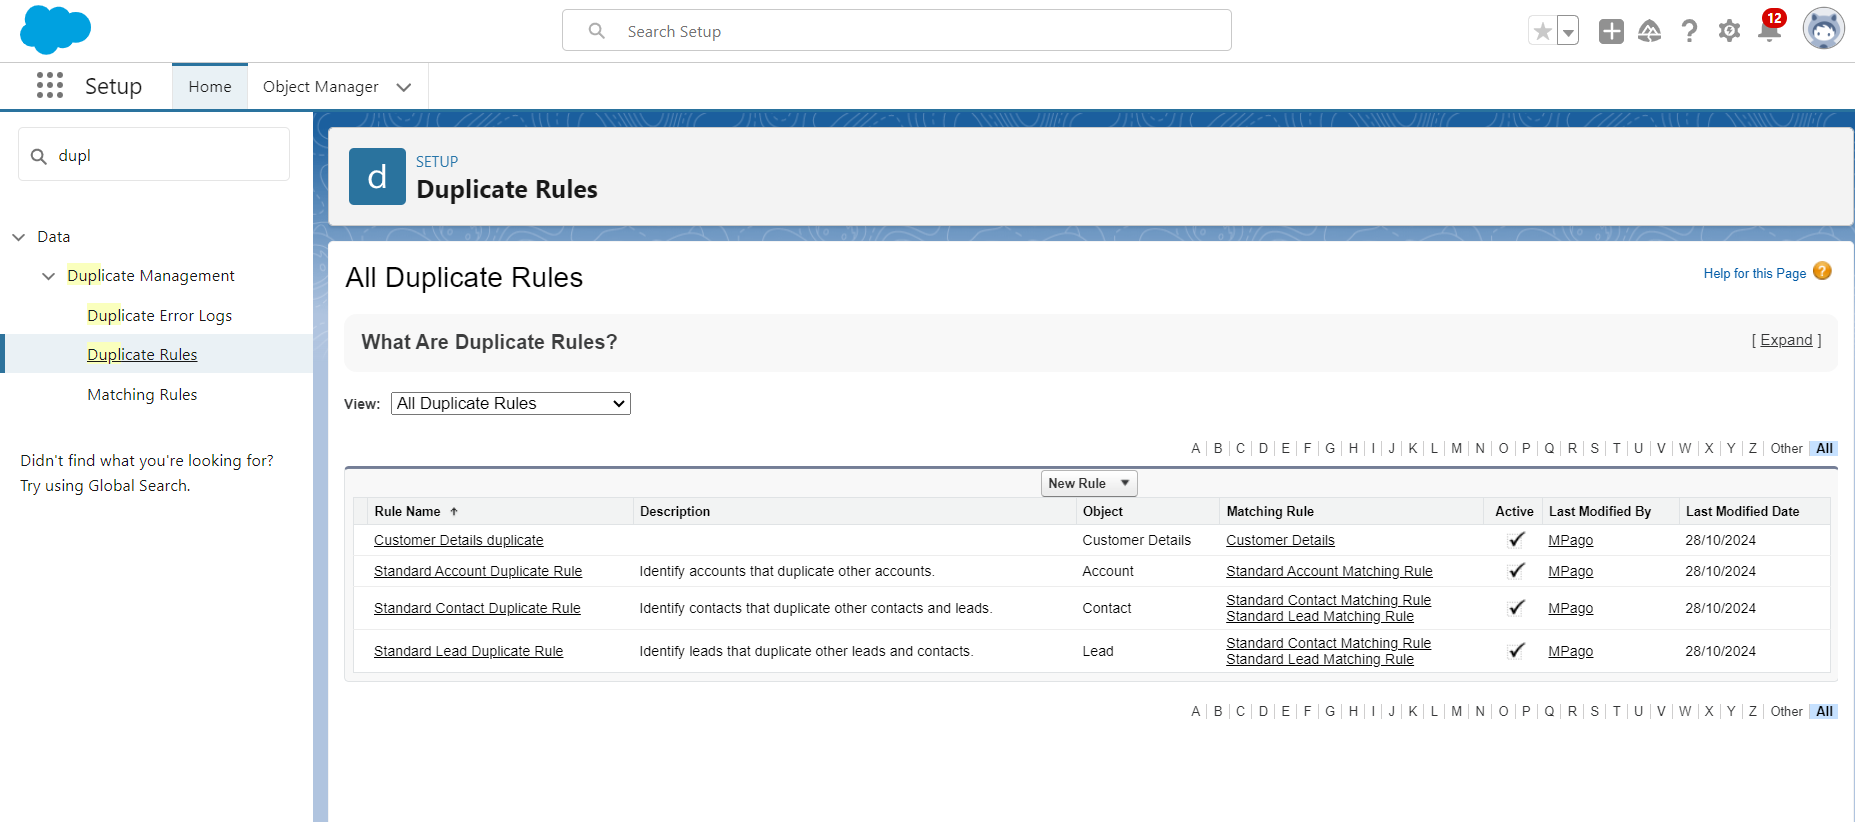 Search Setup
12
Setup
Home
Object Manager
dupl
Data
Duplicate Management
Duplicate Error Logs
Duplicate Rules
Matching Rules
Didn't find what you're looking for?
Try using Global Search.
d
SETUP
Duplicate Rules
All Duplicate Rules
Help for this Page ?
What Are Duplicate Rules?
[ Expand ]
View: All Duplicate Rules
A | B | C | D | E | F | G | H | I | J | K | L | M | N | O | P | Q | R | S | T | U | V | W | X | Y | Z | Other | All
New Rule
Rule Name Description Object Matching Rule Active Last Modified By Last Modified Date
Customer Details duplicate Customer Details Customer Details MPago 28/10/2024
Standard Account Duplicate Rule Identify accounts that duplicate other accounts. Account Standard Account Matching Rule MPago 28/10/2024
Standard Contact Duplicate Rule Identify contacts that duplicate other contacts and leads. Contact Standard Contact Matching Rule
Standard Lead Matching Rule MPago 28/10/2024
Standard Lead Duplicate Rule Identify leads that duplicate other leads and contacts. Lead Standard Contact Matching Rule
Standard Lead Matching Rule MPago 28/10/2024
A | B | C | D | E | F | G | H | I | J | K | L | M | N | O | P | Q | R | S | T | U | V | W | X | Y | Z | Other | All